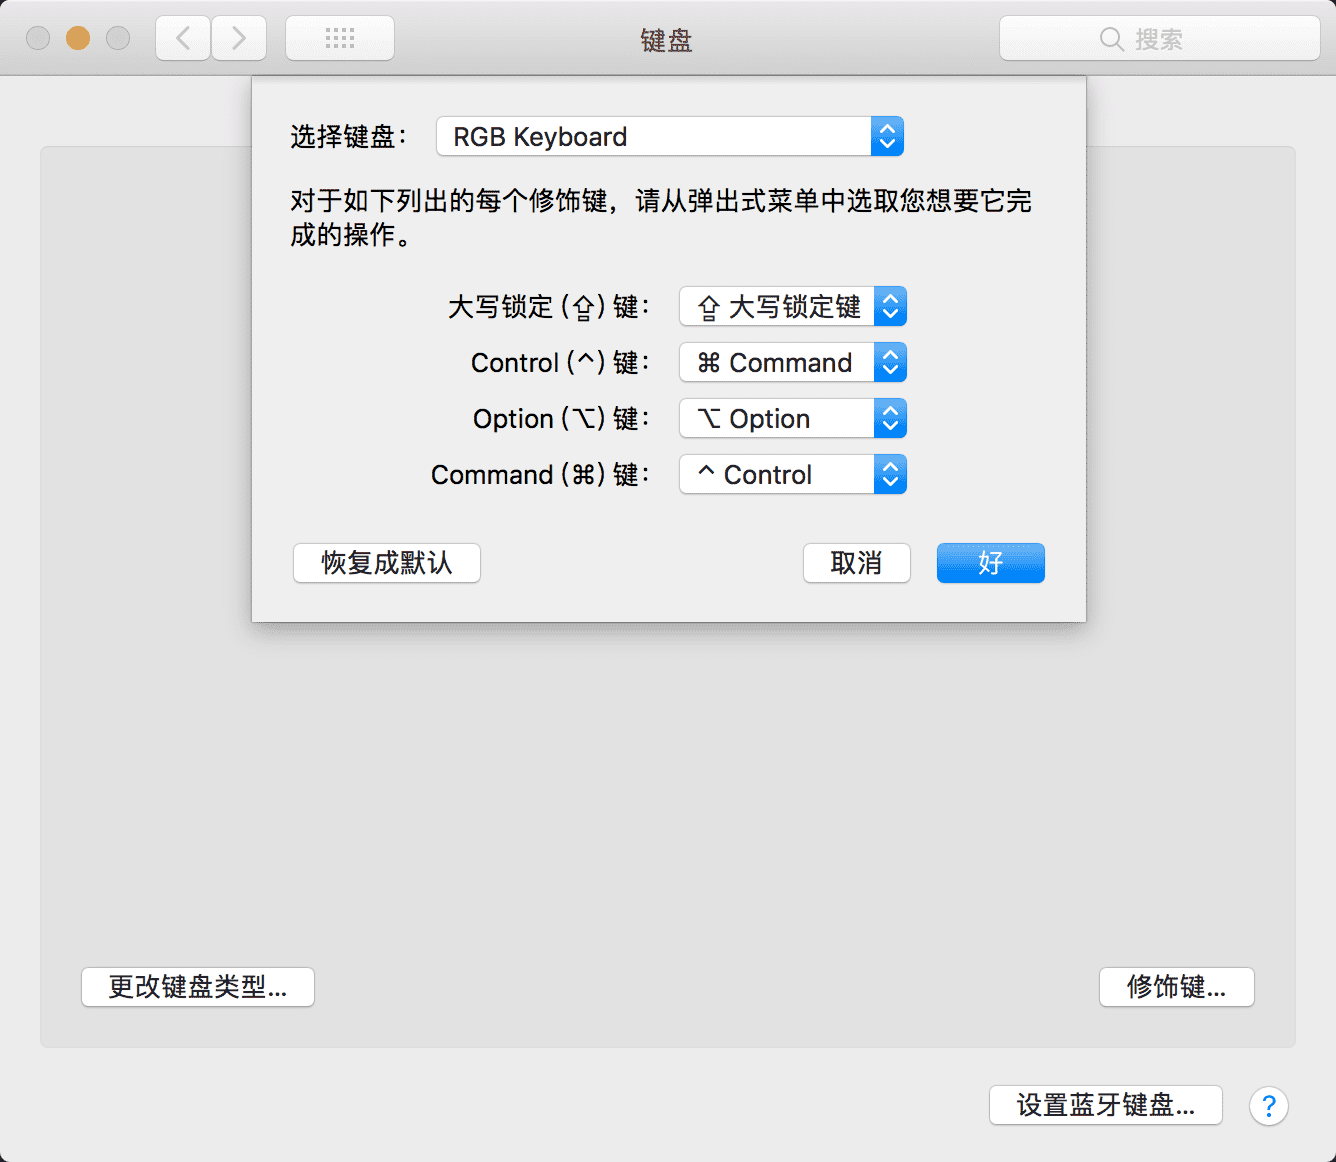 键盘
搜索
选择键盘： RGB Keyboard
对于如下列出的每个修饰键，请从弹出式菜单中选取您想要它完
成的操作。
大写锁定 (⇪) 键： ⇪ 大写锁定键
Control (^) 键： ⌘ Command
Option (⌥) 键： ⌥ Option
Command (⌘) 键： ^ Control
恢复成默认 取消 好
更改键盘类型... 修饰键...
设置蓝牙键盘... ?